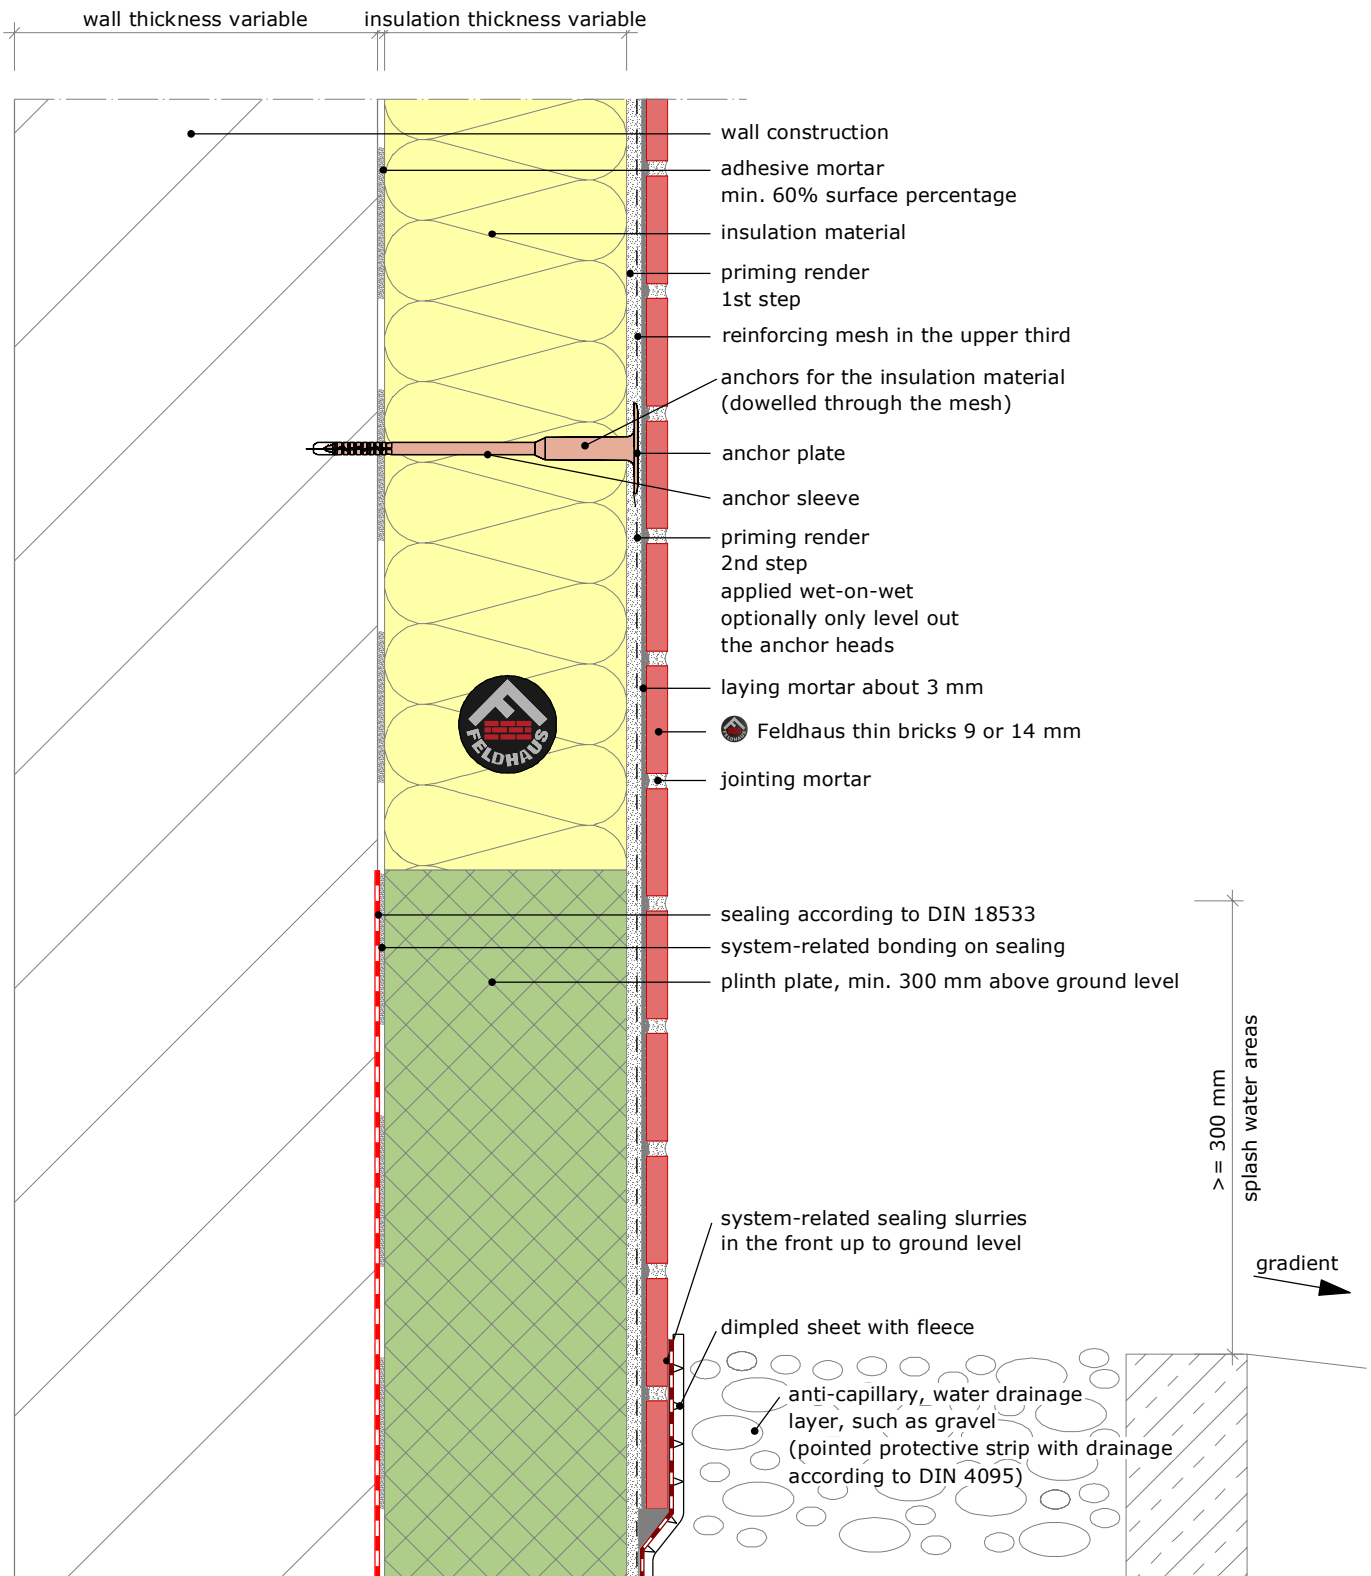 wall thickness variable
insulation thickness variable
wall construction
adhesive mortar
min. 60% surface percentage
insulation material
priming render
1st step
reinforcing mesh in the upper third
anchors for the insulation material
(dowelled through the mesh)
anchor plate
anchor sleeve
priming render
2nd step
applied wet-on-wet
optionally only level out
the anchor heads
laying mortar about 3 mm
FELDHAUS
FELDHAUS
Feldhaus thin bricks 9 or 14 mm
jointing mortar
sealing according to DIN 18533
system-related bonding on sealing
plinth plate, min. 300 mm above ground level
>= 300 mm
splash water areas
system-related sealing slurries
in the front up to ground level
gradient
dimpled sheet with fleece
anti-capillary, water drainage
layer, such as gravel
(pointed protective strip with drainage
according to DIN 4095)